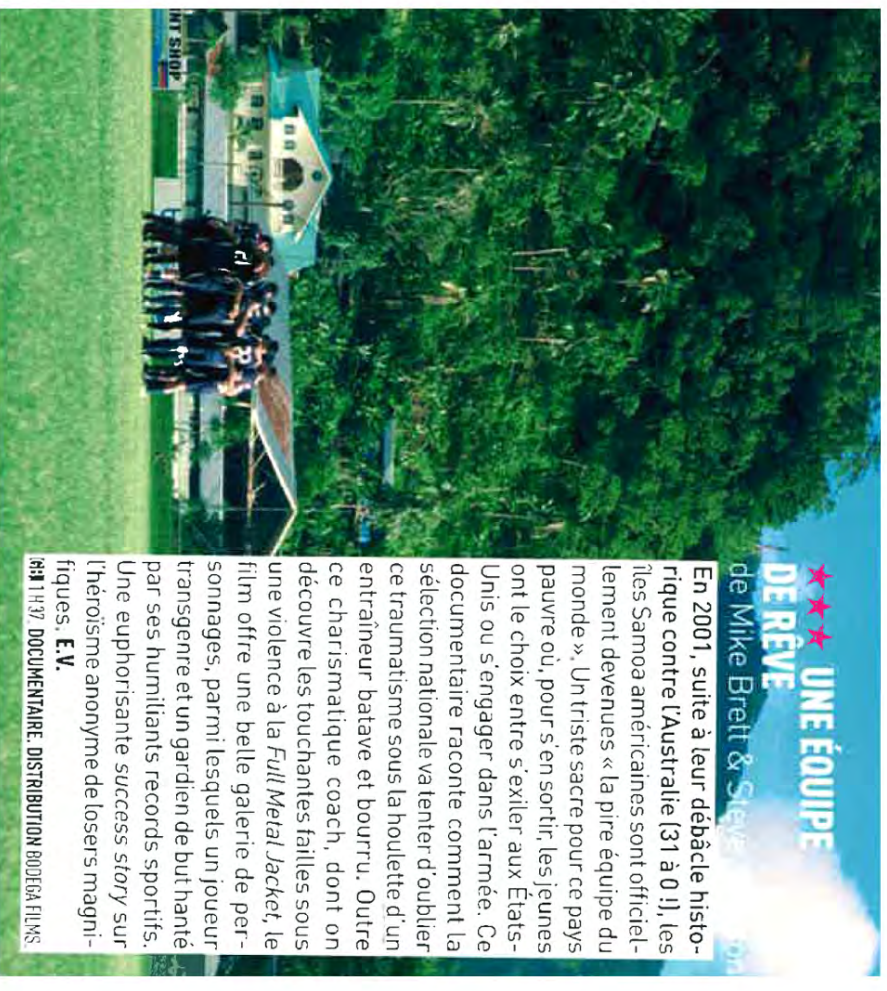 ★★★ UNE ÉQUIPE
DE RÊVE
de Mike Brett & Steve
En 2001, suite à leur débâcle histo-
rique contre l'Australie (31 à 0 !), les
îles Samoa américaines sont officiel-
lement devenues « la pire équipe du
monde ». Un triste sacre pour ce pays
pauvre où, pour s'en sortir, les jeunes
ont le choix entre s'exiler aux États-
Unis ou s'engager dans l'armée. Ce
documentaire raconte comment la
sélection nationale va tenter d'oublier
ce traumatisme sous la houlette d'un
entraîneur batave et bourru. Outre
ce charismatique coach, dont on
découvre les touchantes failles sous
une violence à la Full Metal Jacket, le
film offre une belle galerie de per-
sonnages, parmi lesquels un joueur
transgenre et un gardien de but hanté
par ses humiliants records sportifs.
Une euphorisante success story sur
l'héroïsme anonyme de losers magni-
fiques. E.V.
(GB) 1H37. DOCUMENTAIRE. DISTRIBUTION BODEGA FILMS.
NT SHOP